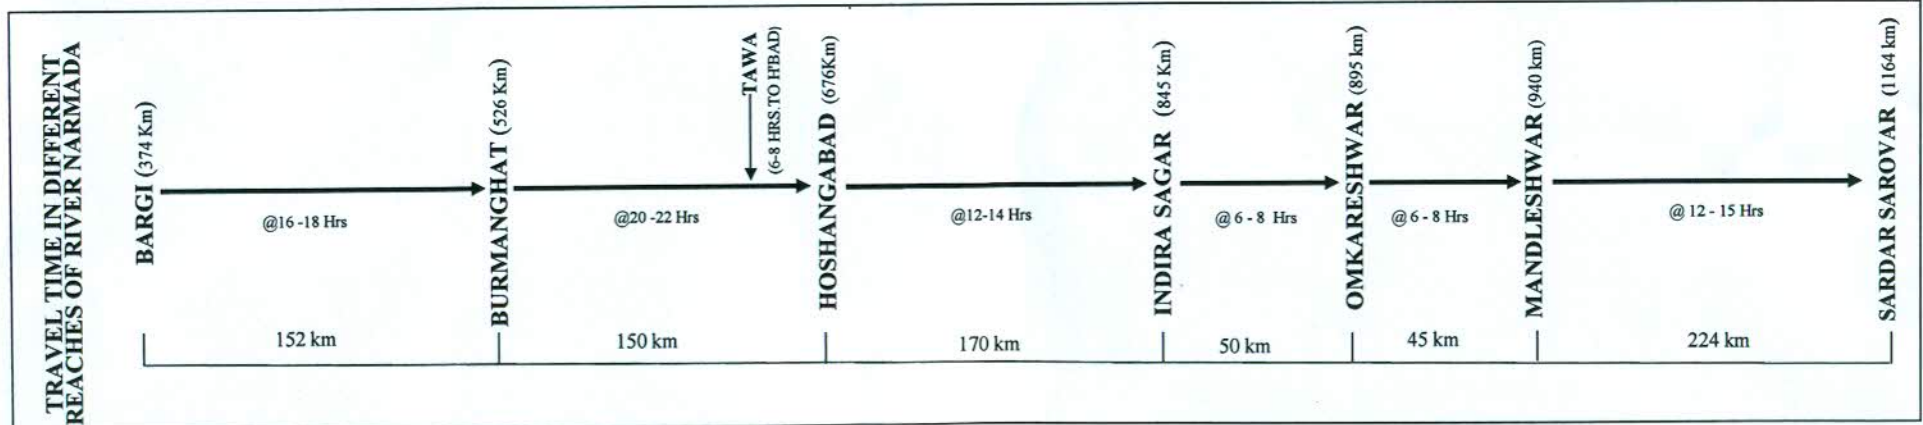 TRAVEL TIME IN DIFFERENT
REACHES OF RIVER NARMADA
BARGI (374 Km)
@16 -18 Hrs
BURMANGHAT (526 Km)
@20 -22 Hrs
TAWA
(6-8 HRS.TO H'BAD)
HOSHANGABAD (676Km)
@12-14 Hrs
INDIRA SAGAR (845 Km)
@ 6 - 8 Hrs
OMKARESHWAR (895 km)
@ 6 - 8 Hrs
MANDLESHWAR (940 km)
@ 12 - 15 Hrs
SARDAR SAROVAR (1164 km)
152 km
150 km
170 km
50 km
45 km
224 km